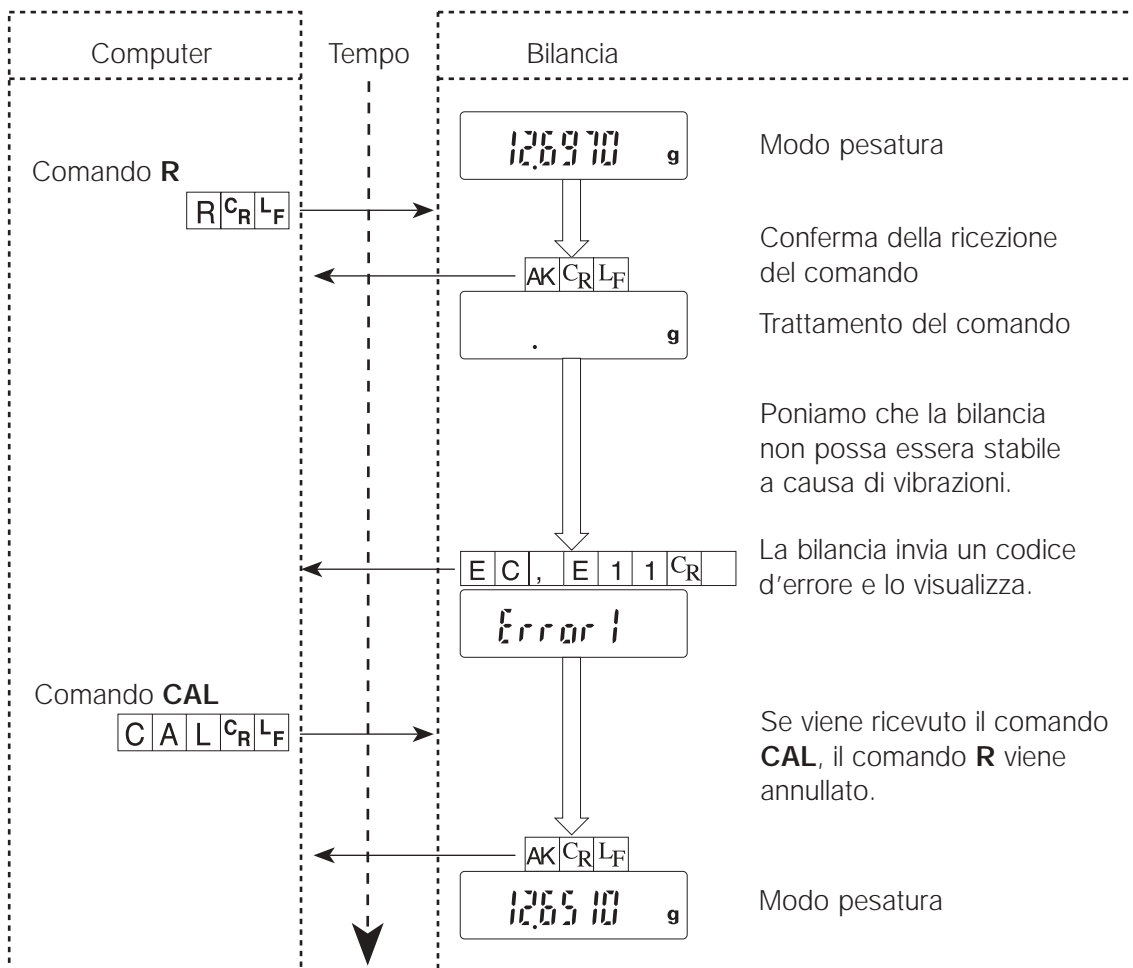 Computer
Tempo
Bilancia
12.6970 g
Modo pesatura
Comando R
R CR LF
Conferma della ricezione
del comando
AK CR LF
. g
Trattamento del comando
Poniamo che la bilancia
non possa essera stabile
a causa di vibrazioni.
E C , E 1 1 CR
La bilancia invia un codice
d'errore e lo visualizza.
Error 1
Comando CAL
C A L CR LF
Se viene ricevuto il comando
CAL, il comando R viene
annullato.
AK CR LF
12.6510 g
Modo pesatura